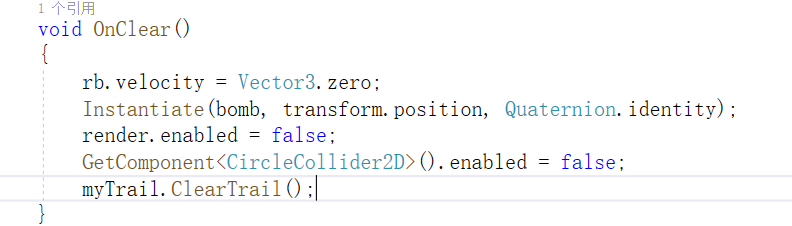 1 个引用
void OnClear()
{
rb.velocity = Vector3.zero;
Instantiate(bomb, transform.position, Quaternion.identity);
render.enabled = false;
GetComponent<CircleCollider2D>().enabled = false;
myTrail.ClearTrail();
}